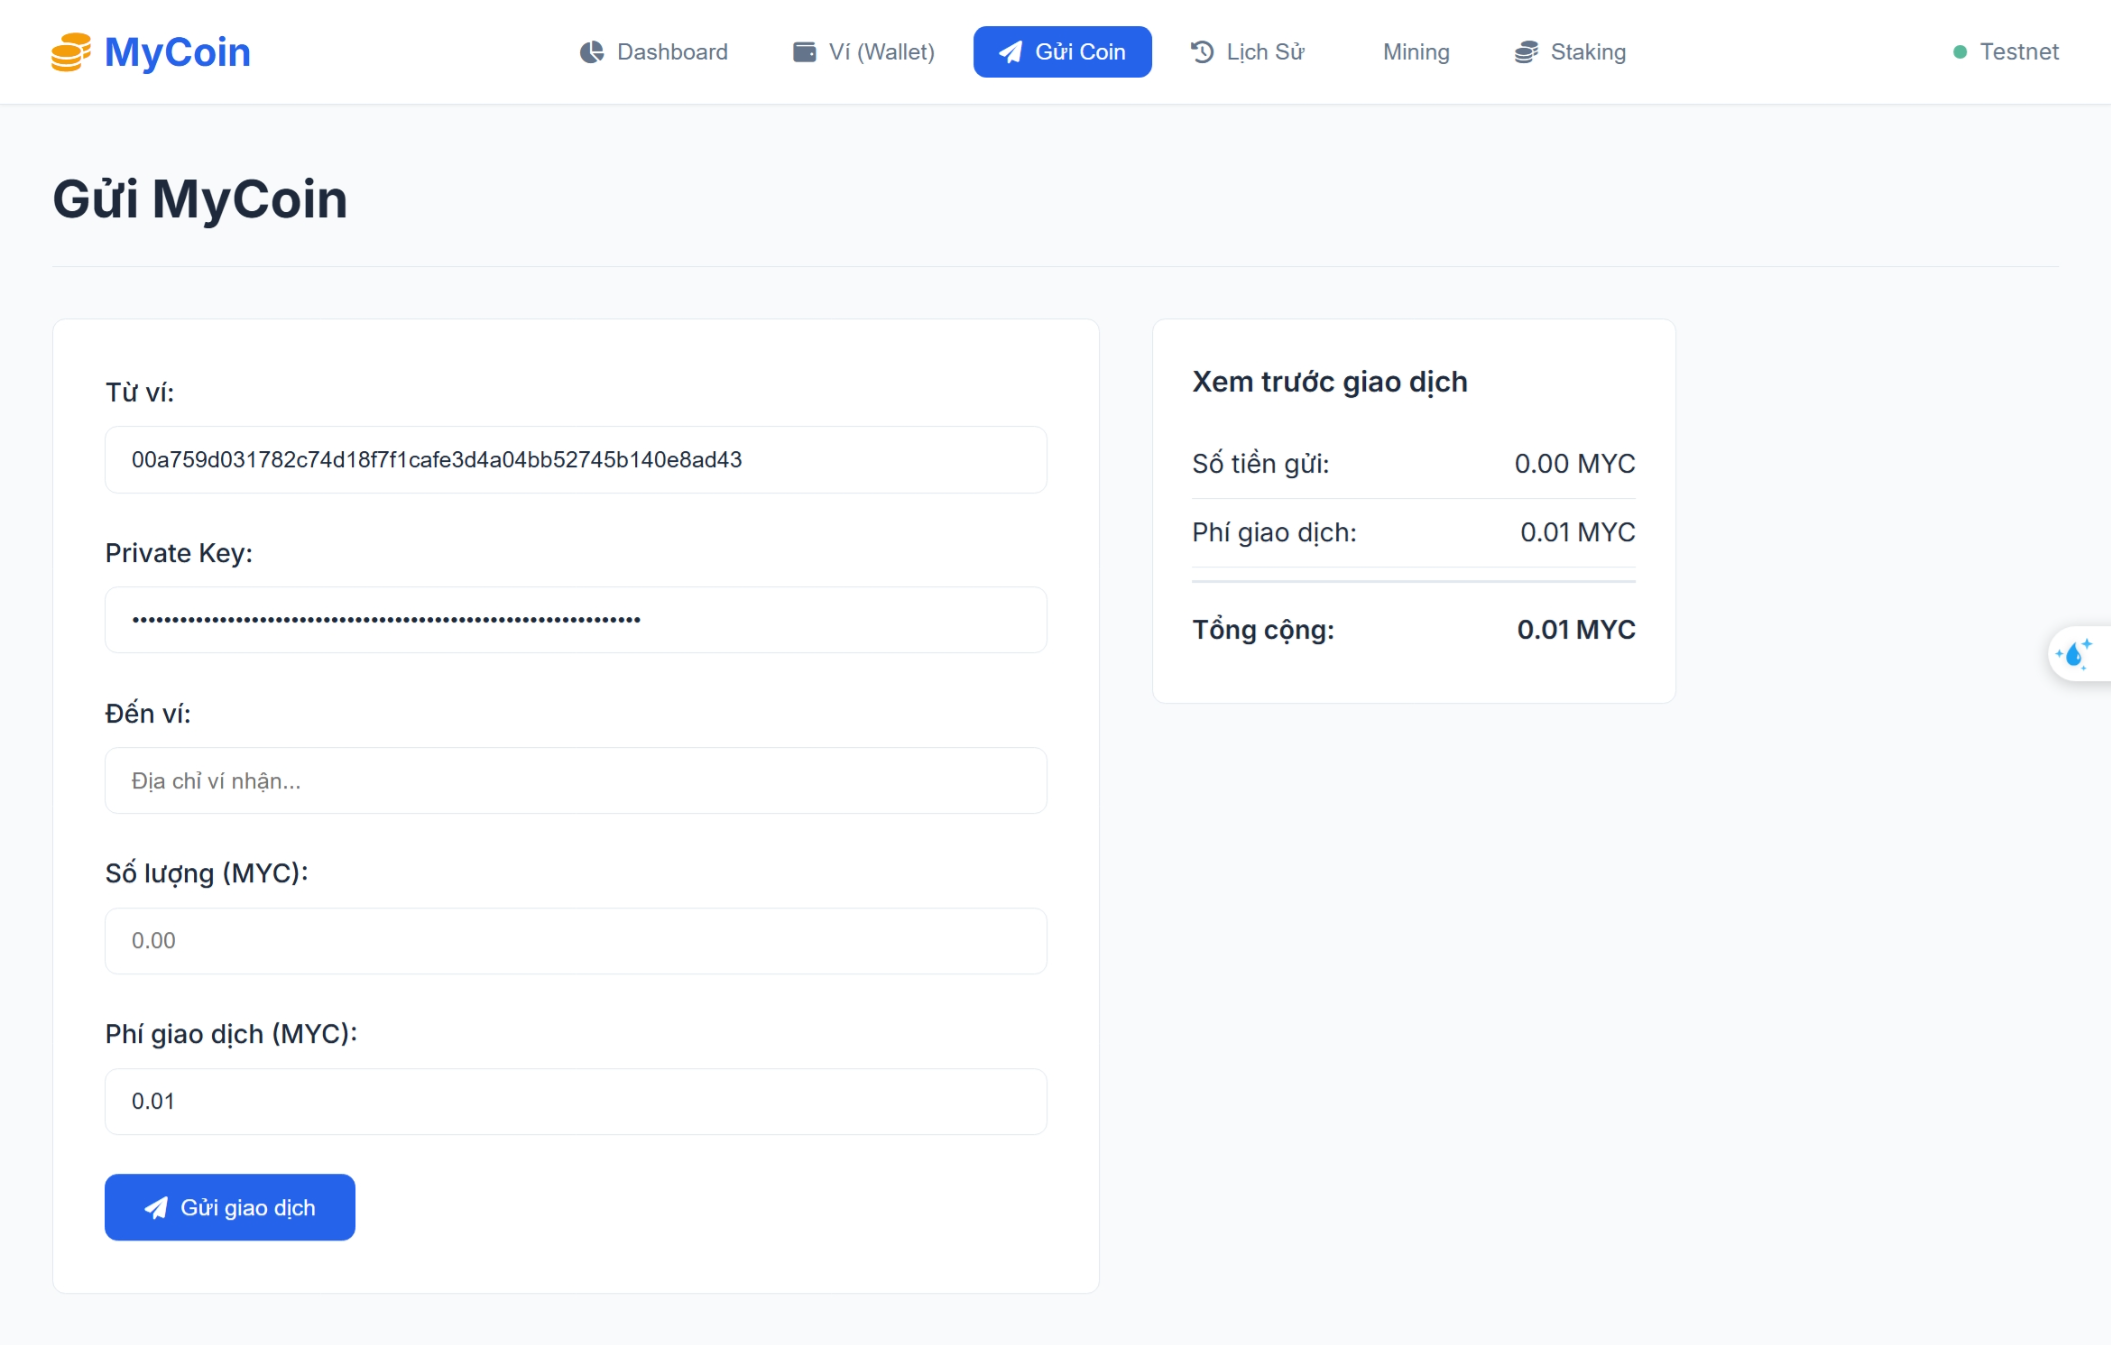 MyCoin
Dashboard
Ví (Wallet)
Gửi Coin
Lịch Sử
Mining
Staking
Testnet
Gửi MyCoin
Từ ví:
00a759d031782c74d18f7f1cafe3d4a04bb52745b140e8ad43
Private Key:
Đến ví:
Địa chỉ ví nhận...
Số lượng (MYC):
0.00
Phí giao dịch (MYC):
0.01
Gửi giao dịch
Xem trước giao dịch
Số tiền gửi: 0.00 MYC
Phí giao dịch: 0.01 MYC
Tổng cộng: 0.01 MYC